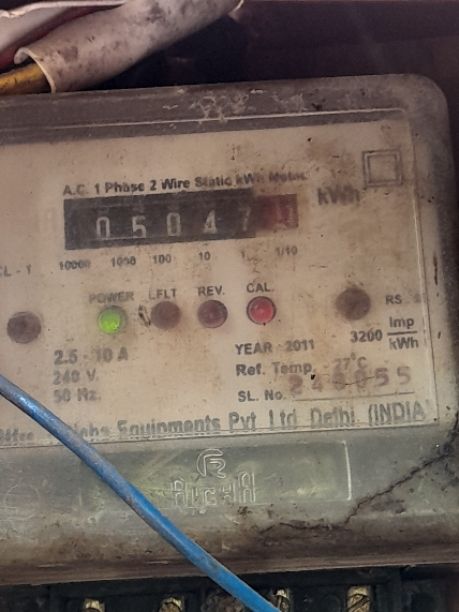 A.C. 1 Phase 2 Wire Static kWh Meter
0 5 0 4 7
kWh
CL - 1
10000 1000 100 10 1 1/10
POWER LFLT REV. CAL.
RS
2.5 - 10 A
240 V.
50 Hz.
3200 Imp
kWh
YEAR - 2011
Ref. Temp. 27°C
SL. No.
Equipments Pvt Ltd Delhi (INDIA